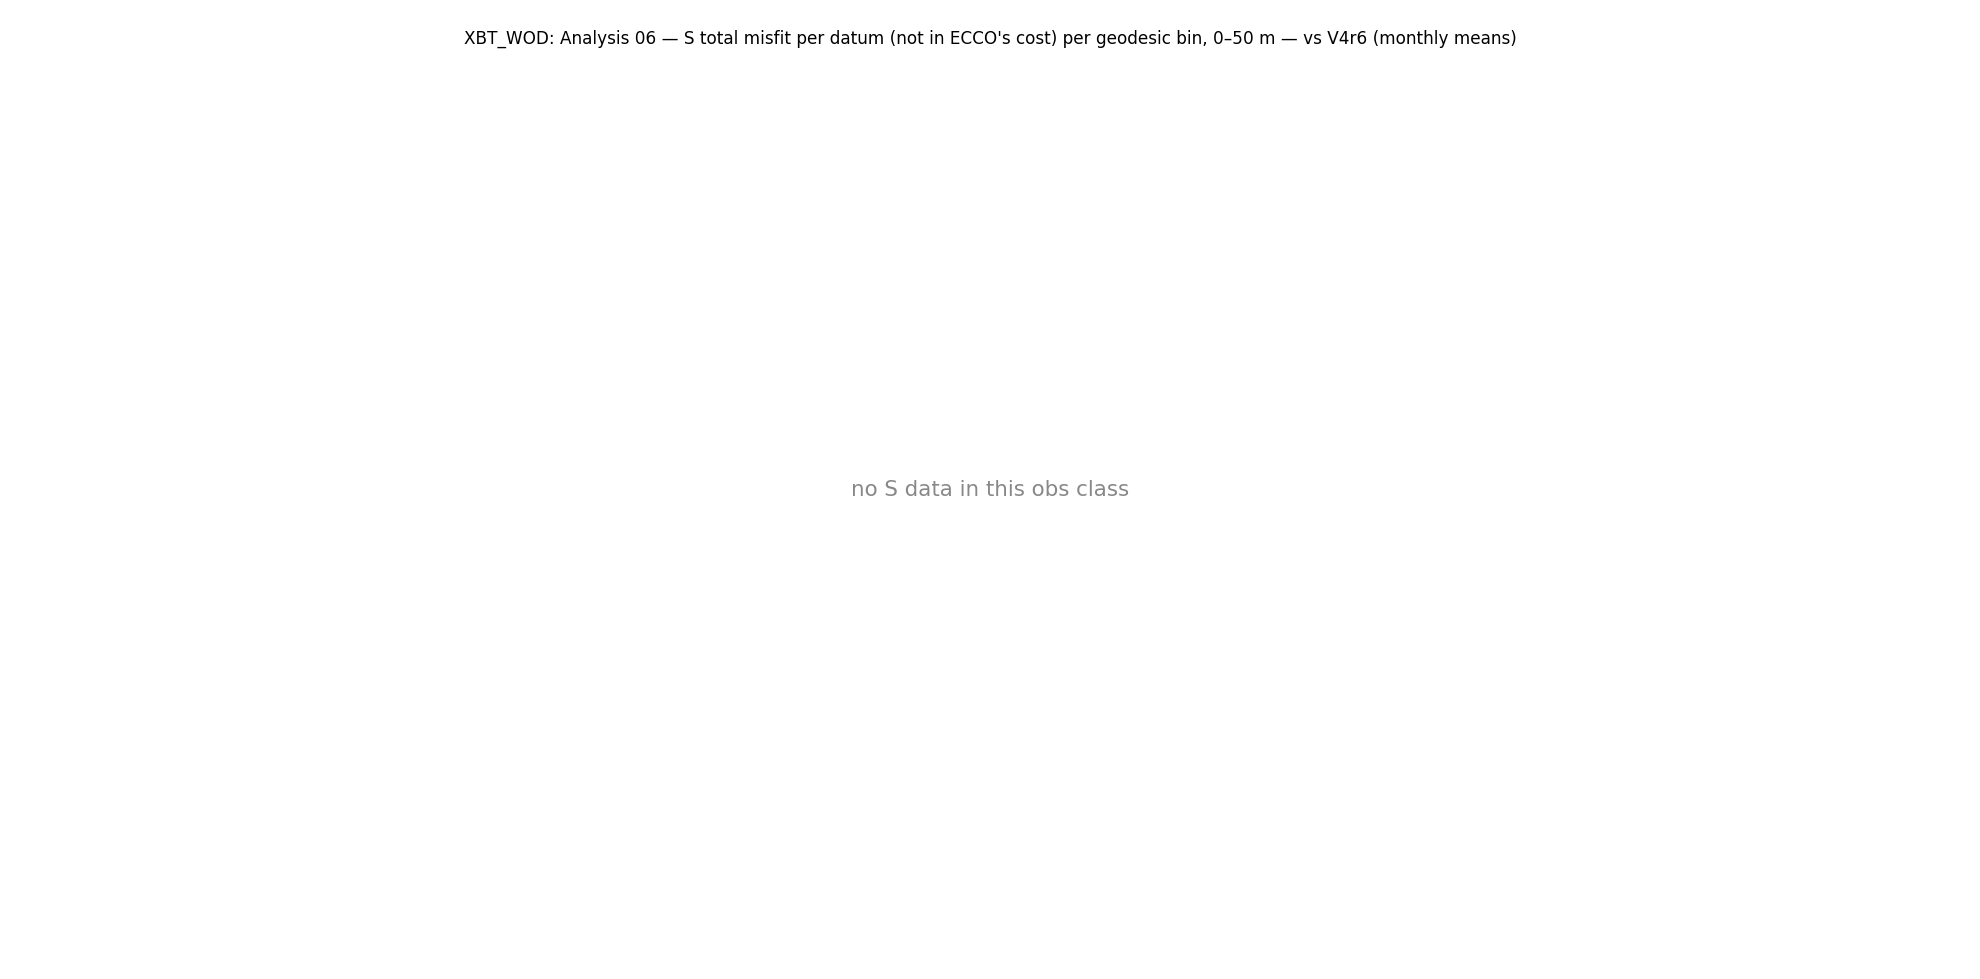 XBT_WOD: Analysis 06 — S total misfit per datum (not in ECCO's cost) per geodesic bin, 0–50 m — vs V4r6 (monthly means)
no S data in this obs class